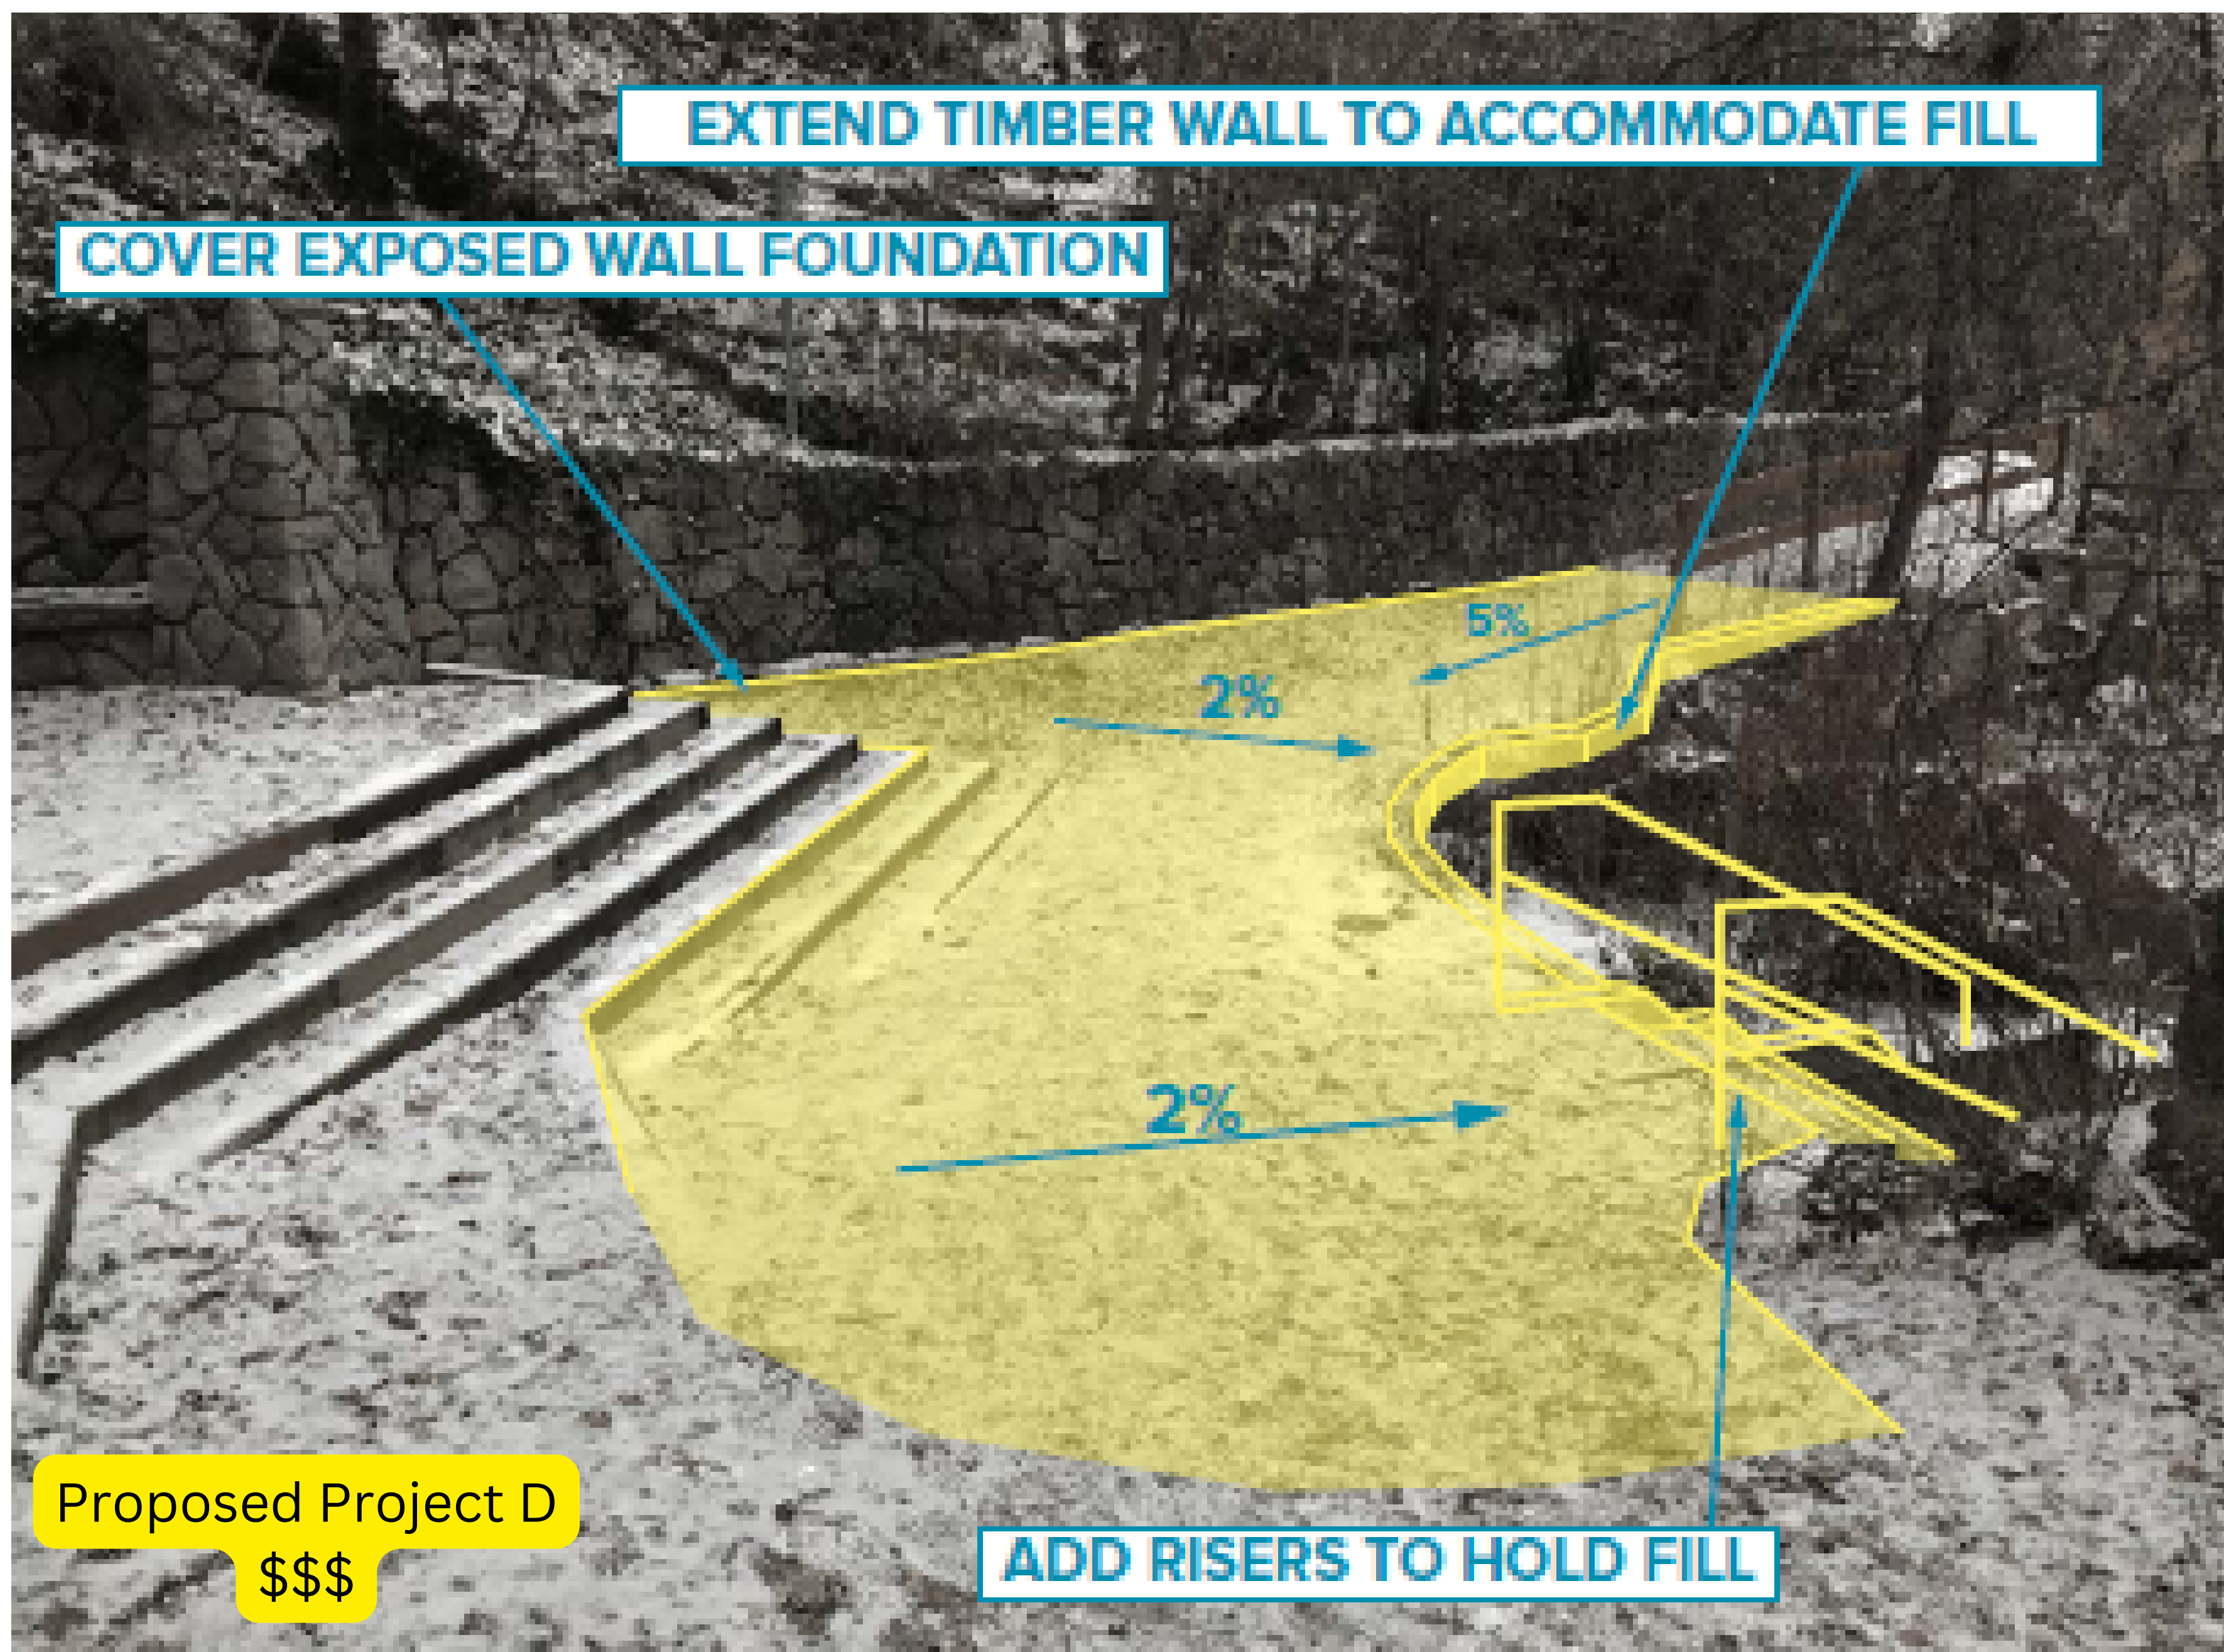 EXTEND TIMBER WALL TO ACCOMMODATE FILL
COVER EXPOSED WALL FOUNDATION
5%
2%
2%
Proposed Project D
$$$
ADD RISERS TO HOLD FILL